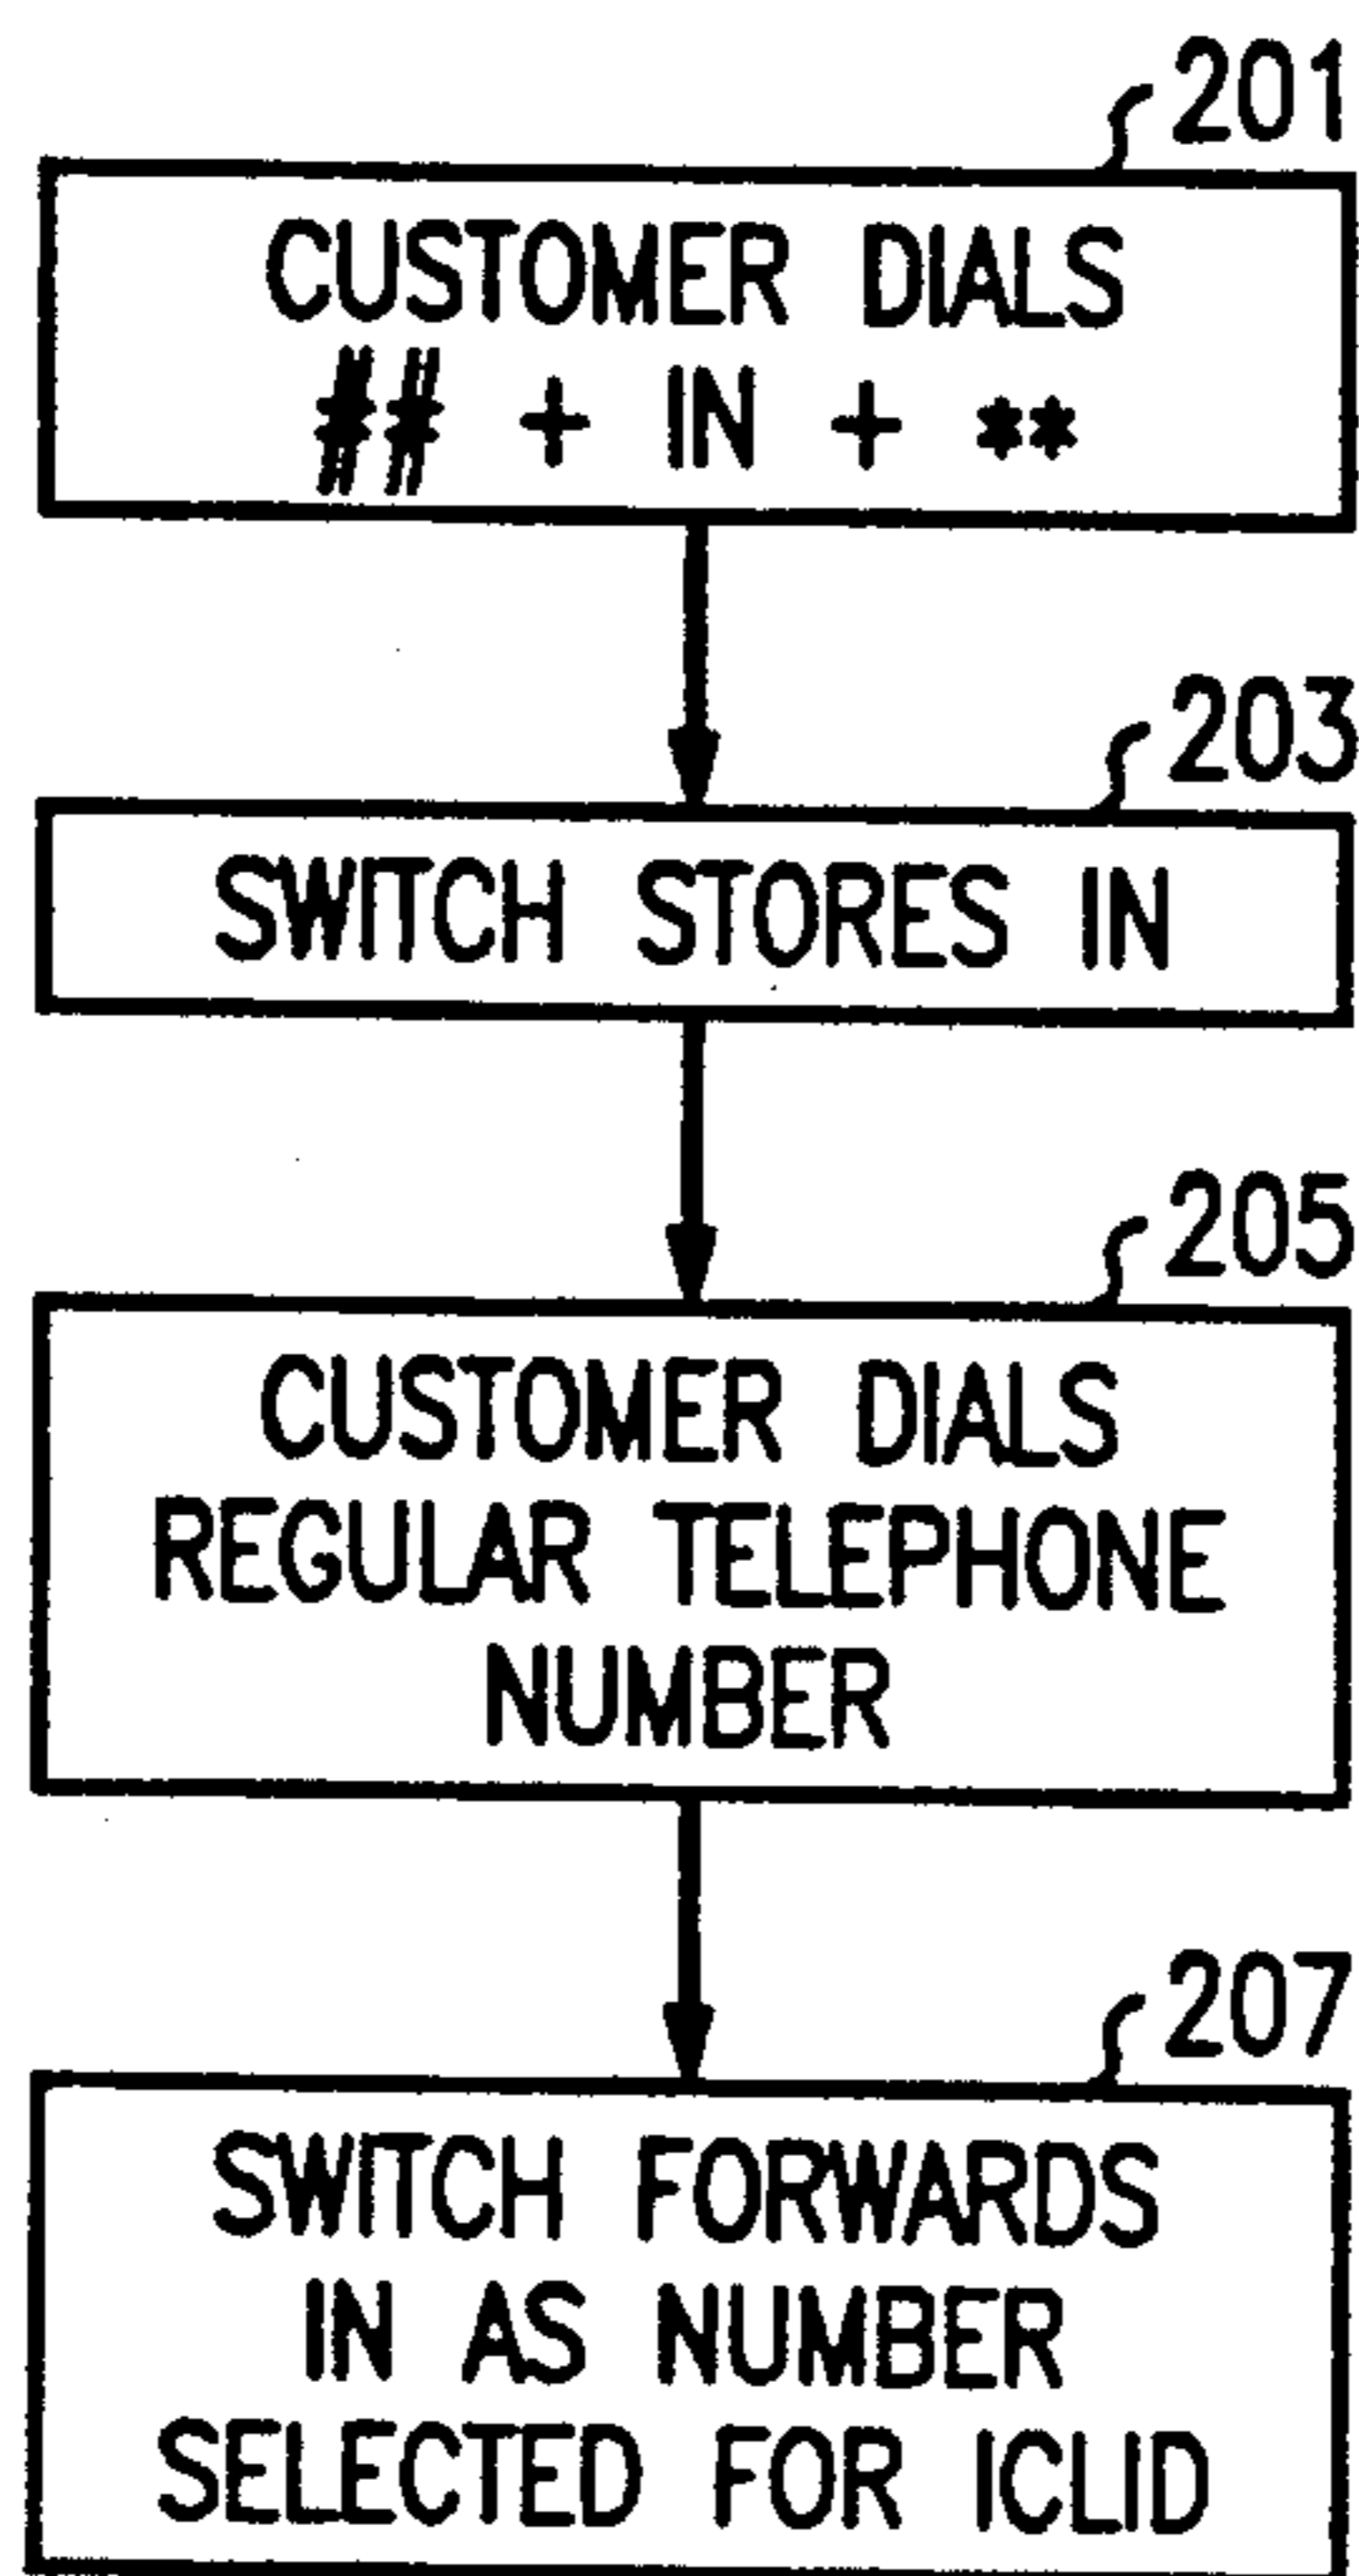 201
CUSTOMER DIALS
## + IN + **
203
SWITCH STORES IN
205
CUSTOMER DIALS
REGULAR TELEPHONE
NUMBER
207
SWITCH FORWARDS
IN AS NUMBER
SELECTED FOR ICLID